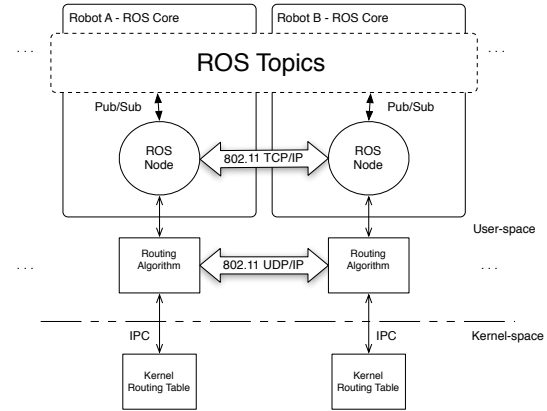 Robot A - ROS Core
Robot B - ROS Core
. . .
ROS Topics
. . .
Pub/Sub
Pub/Sub
ROS
Node
802.11 TCP/IP
ROS
Node
User-space
. . .
Routing
Algorithm
802.11 UDP/IP
Routing
Algorithm
. . .
IPC
IPC
Kernel-space
Kernel
Routing Table
Kernel
Routing Table